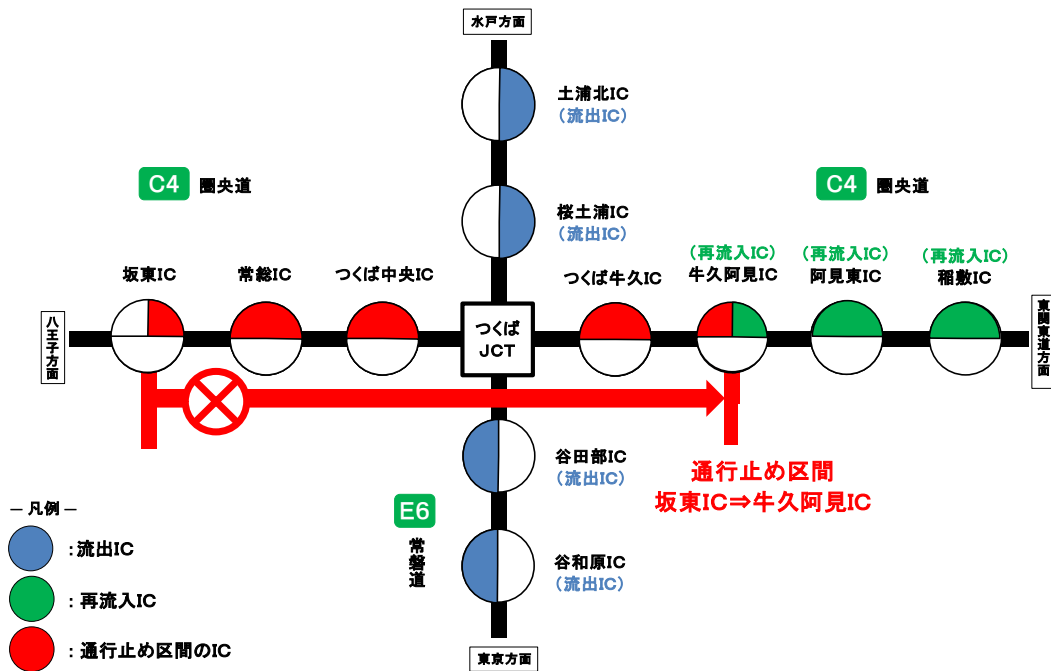 水戸方面
土浦北IC
(流出IC)
C4 圏央道
C4 圏央道
桜土浦IC
(流出IC)
(再流入IC)
(再流入IC)
(再流入IC)
坂東IC
常総IC
つくば中央IC
つくば牛久IC
牛久阿見IC
阿見東IC
稲敷IC
八王子方面
つくば
JCT
東関東道方面
谷田部IC
(流出IC)
通行止め区間
坂東IC⇒牛久阿見IC
E6
常磐道
谷和原IC
(流出IC)
東京方面
― 凡例 ―
:流出IC
:再流入IC
:通行止め区間のIC